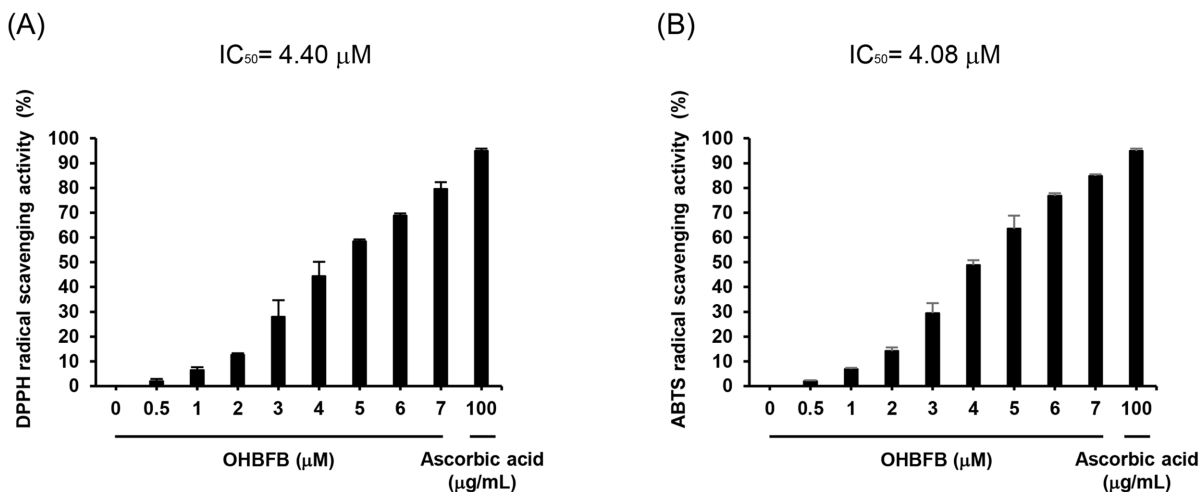 (A)
IC50= 4.40 μM
DPPH radical scavenging activity (%)
100
90
80
70
60
50
40
30
20
10
0
0 0.5 1 2 3 4 5 6 7 100
OHBFB (μM) Ascorbic acid
(μg/mL)
(B)
IC50= 4.08 μM
ABTS radical scavenging activity (%)
100
90
80
70
60
50
40
30
20
10
0
0 0.5 1 2 3 4 5 6 7 100
OHBFB (μM) Ascorbic acid
(μg/mL)